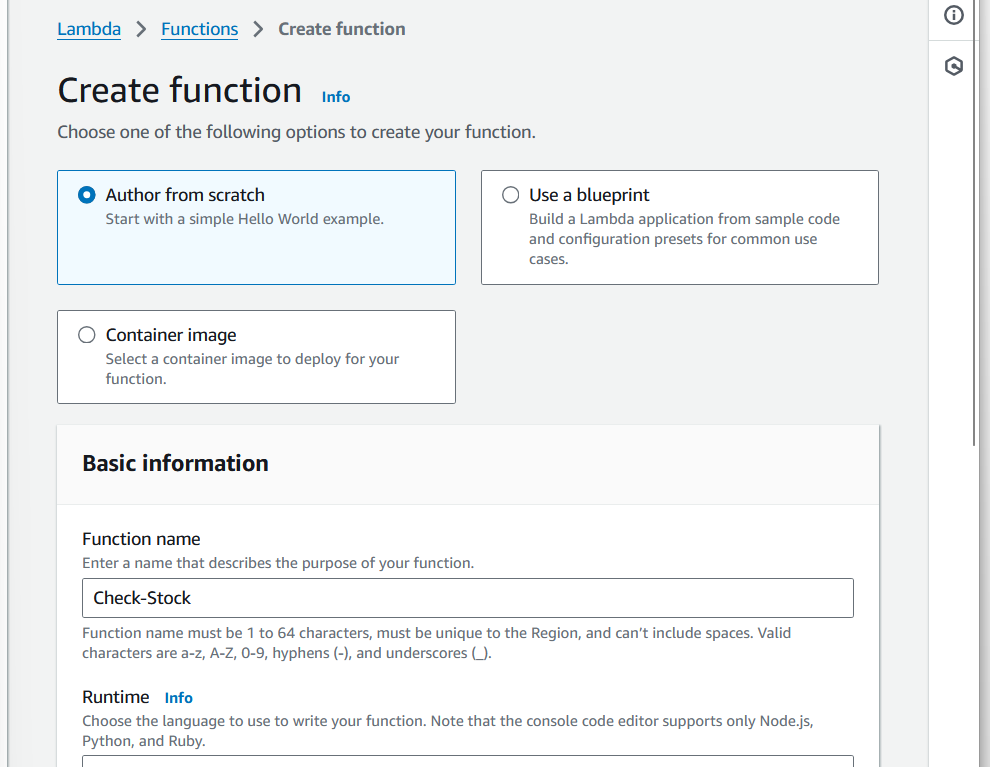 Lambda > Functions > Create function
Create function Info
Choose one of the following options to create your function.
Author from scratch
Start with a simple Hello World example.
Use a blueprint
Build a Lambda application from sample code
and configuration presets for common use
cases.
Container image
Select a container image to deploy for your
function.
Basic information
Function name
Enter a name that describes the purpose of your function.
Check-Stock
Function name must be 1 to 64 characters, must be unique to the Region, and can’t include spaces. Valid
characters are a-z, A-Z, 0-9, hyphens (-), and underscores (_).
Runtime Info
Choose the language to use to write your function. Note that the console code editor supports only Node.js,
Python, and Ruby.